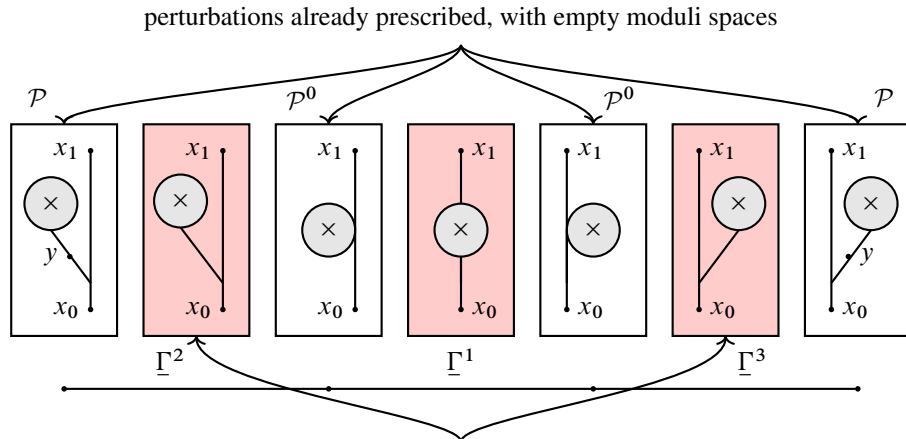 perturbations already prescribed, with empty moduli spaces
𝒫 𝒫⁰ 𝒫⁰ 𝒫
x₁ x₁ x₁ x₁ x₁ x₁ x₁
× × × × × × ×
y y
x₀ x₀ x₀ x₀ x₀ x₀ x₀
Γ̲² Γ̲¹ Γ̲³